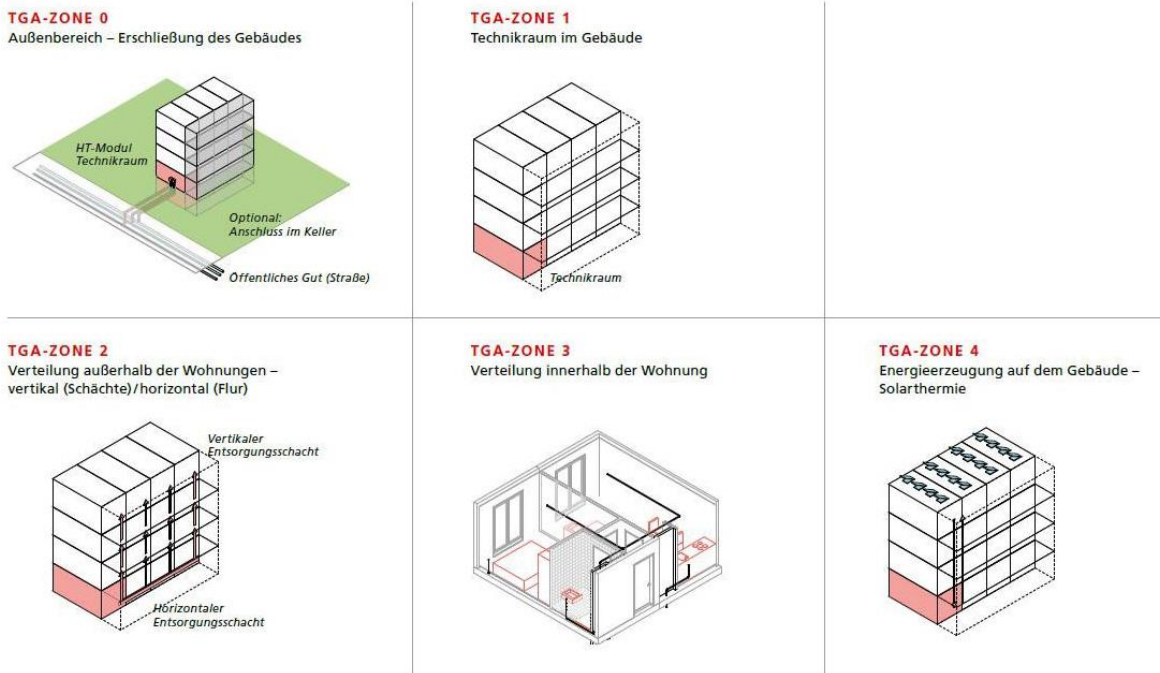 TGA-ZONE 0
Außenbereich – Erschließung des Gebäudes
HT-Modul
Technikraum
Optional:
Anschluss im Keller
Öffentliches Gut (Straße)
TGA-ZONE 1
Technikraum im Gebäude
Technikraum
TGA-ZONE 2
Verteilung außerhalb der Wohnungen –
vertikal (Schächte)/horizontal (Flur)
Vertikaler
Entsorgungsschacht
Horizontaler
Entsorgungsschacht
TGA-ZONE 3
Verteilung innerhalb der Wohnung
TGA-ZONE 4
Energieerzeugung auf dem Gebäude –
Solarthermie